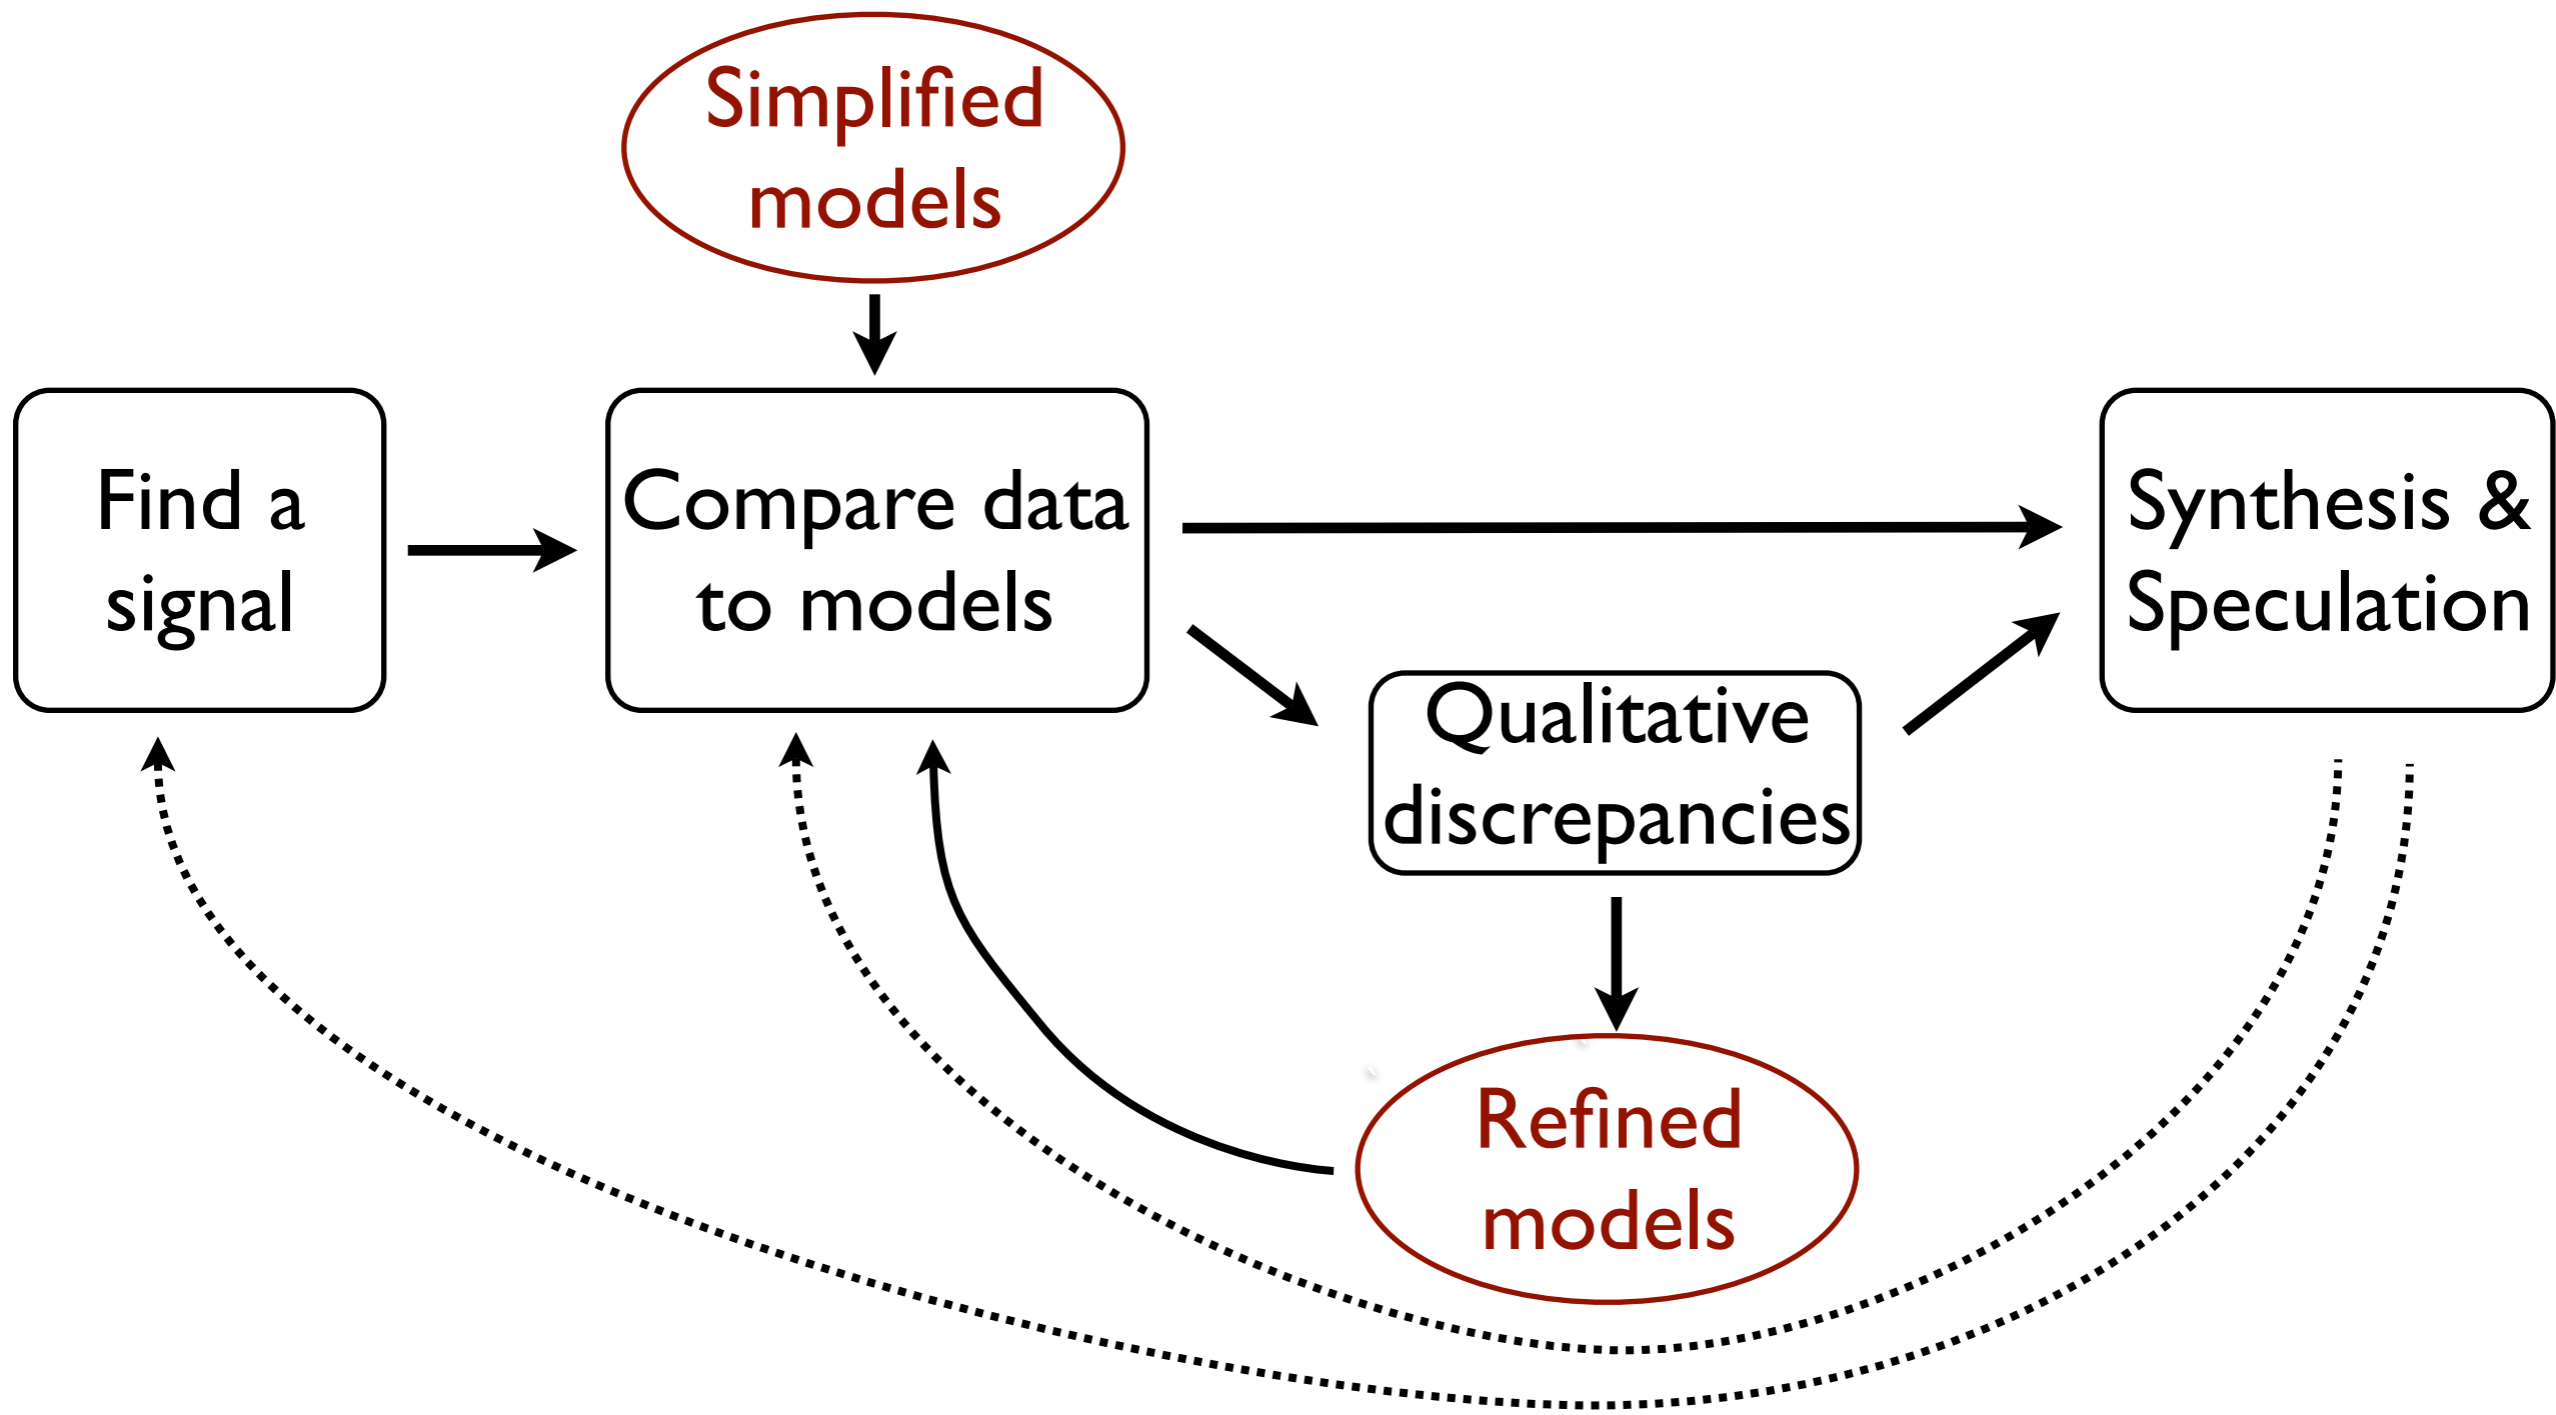 Simplified
models
Find a
signal
Compare data
to models
Synthesis &
Speculation
Qualitative
discrepancies
Refined
models